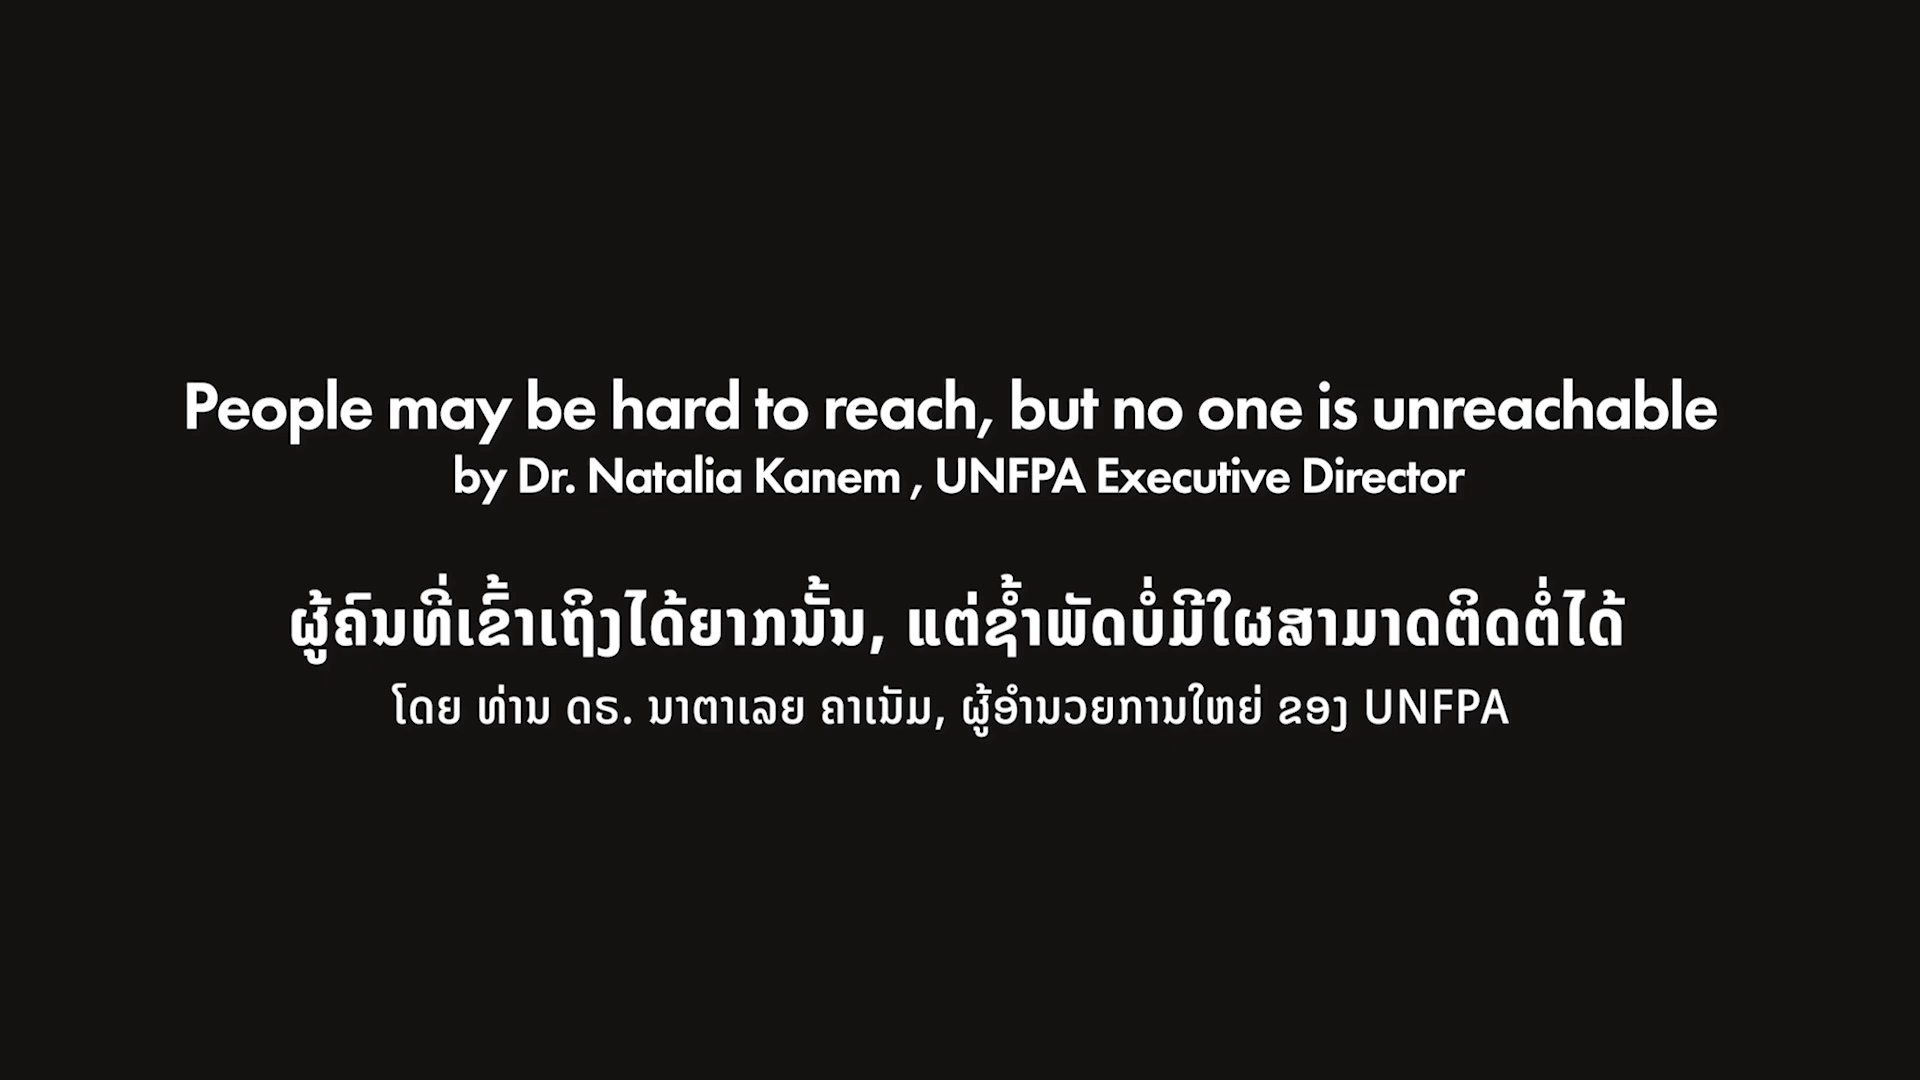 People may be hard to reach, but no one is unreachable
by Dr. Natalia Kanem , UNFPA Executive Director
ຜູ້ຄົນທີ່ເຂົ້າເຖິງໄດ້ຍາກນັ້ນ, ແຕ່ຊ້ຳພັດບໍ່ມີໃຜສາມາດຕິດຕໍ່ໄດ້
ໂດຍ ທ່ານ ດຣ. ນາຕາເລຍ ຄາເນັມ, ຜູ້ອຳນວຍການໃຫຍ່ ຂອງ UNFPA